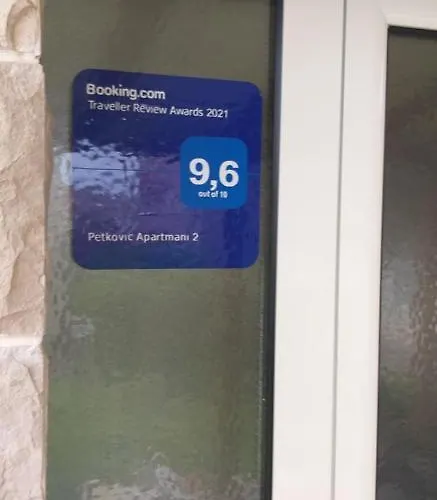 Booking.com
Traveller Review Awards 2021
9,6
out of 10
Petkovic Apartmani 2